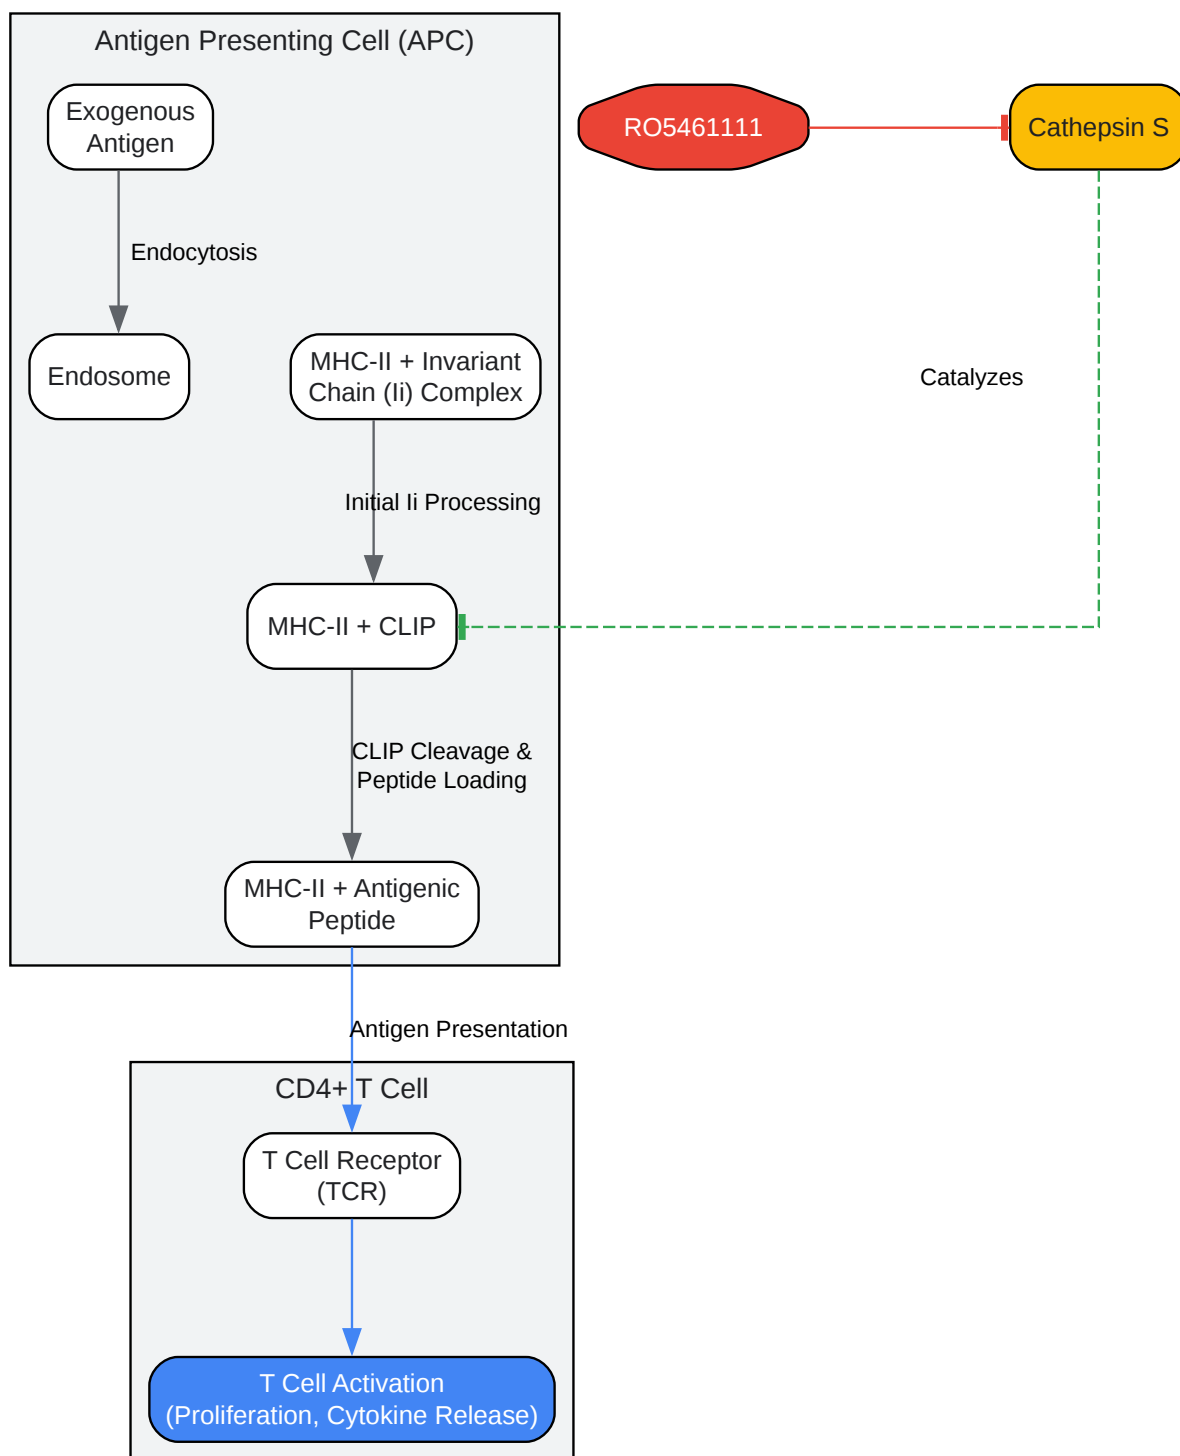 Antigen Presenting Cell (APC)
Exogenous
Antigen
RO5461111
Cathepsin S
Endocytosis
Endosome
MHC-II + Invariant
Chain (Ii) Complex
Catalyzes
Initial Ii Processing
MHC-II + CLIP
CLIP Cleavage &
Peptide Loading
MHC-II + Antigenic
Peptide
Antigen Presentation
CD4+ T Cell
T Cell Receptor
(TCR)
T Cell Activation
(Proliferation, Cytokine Release)